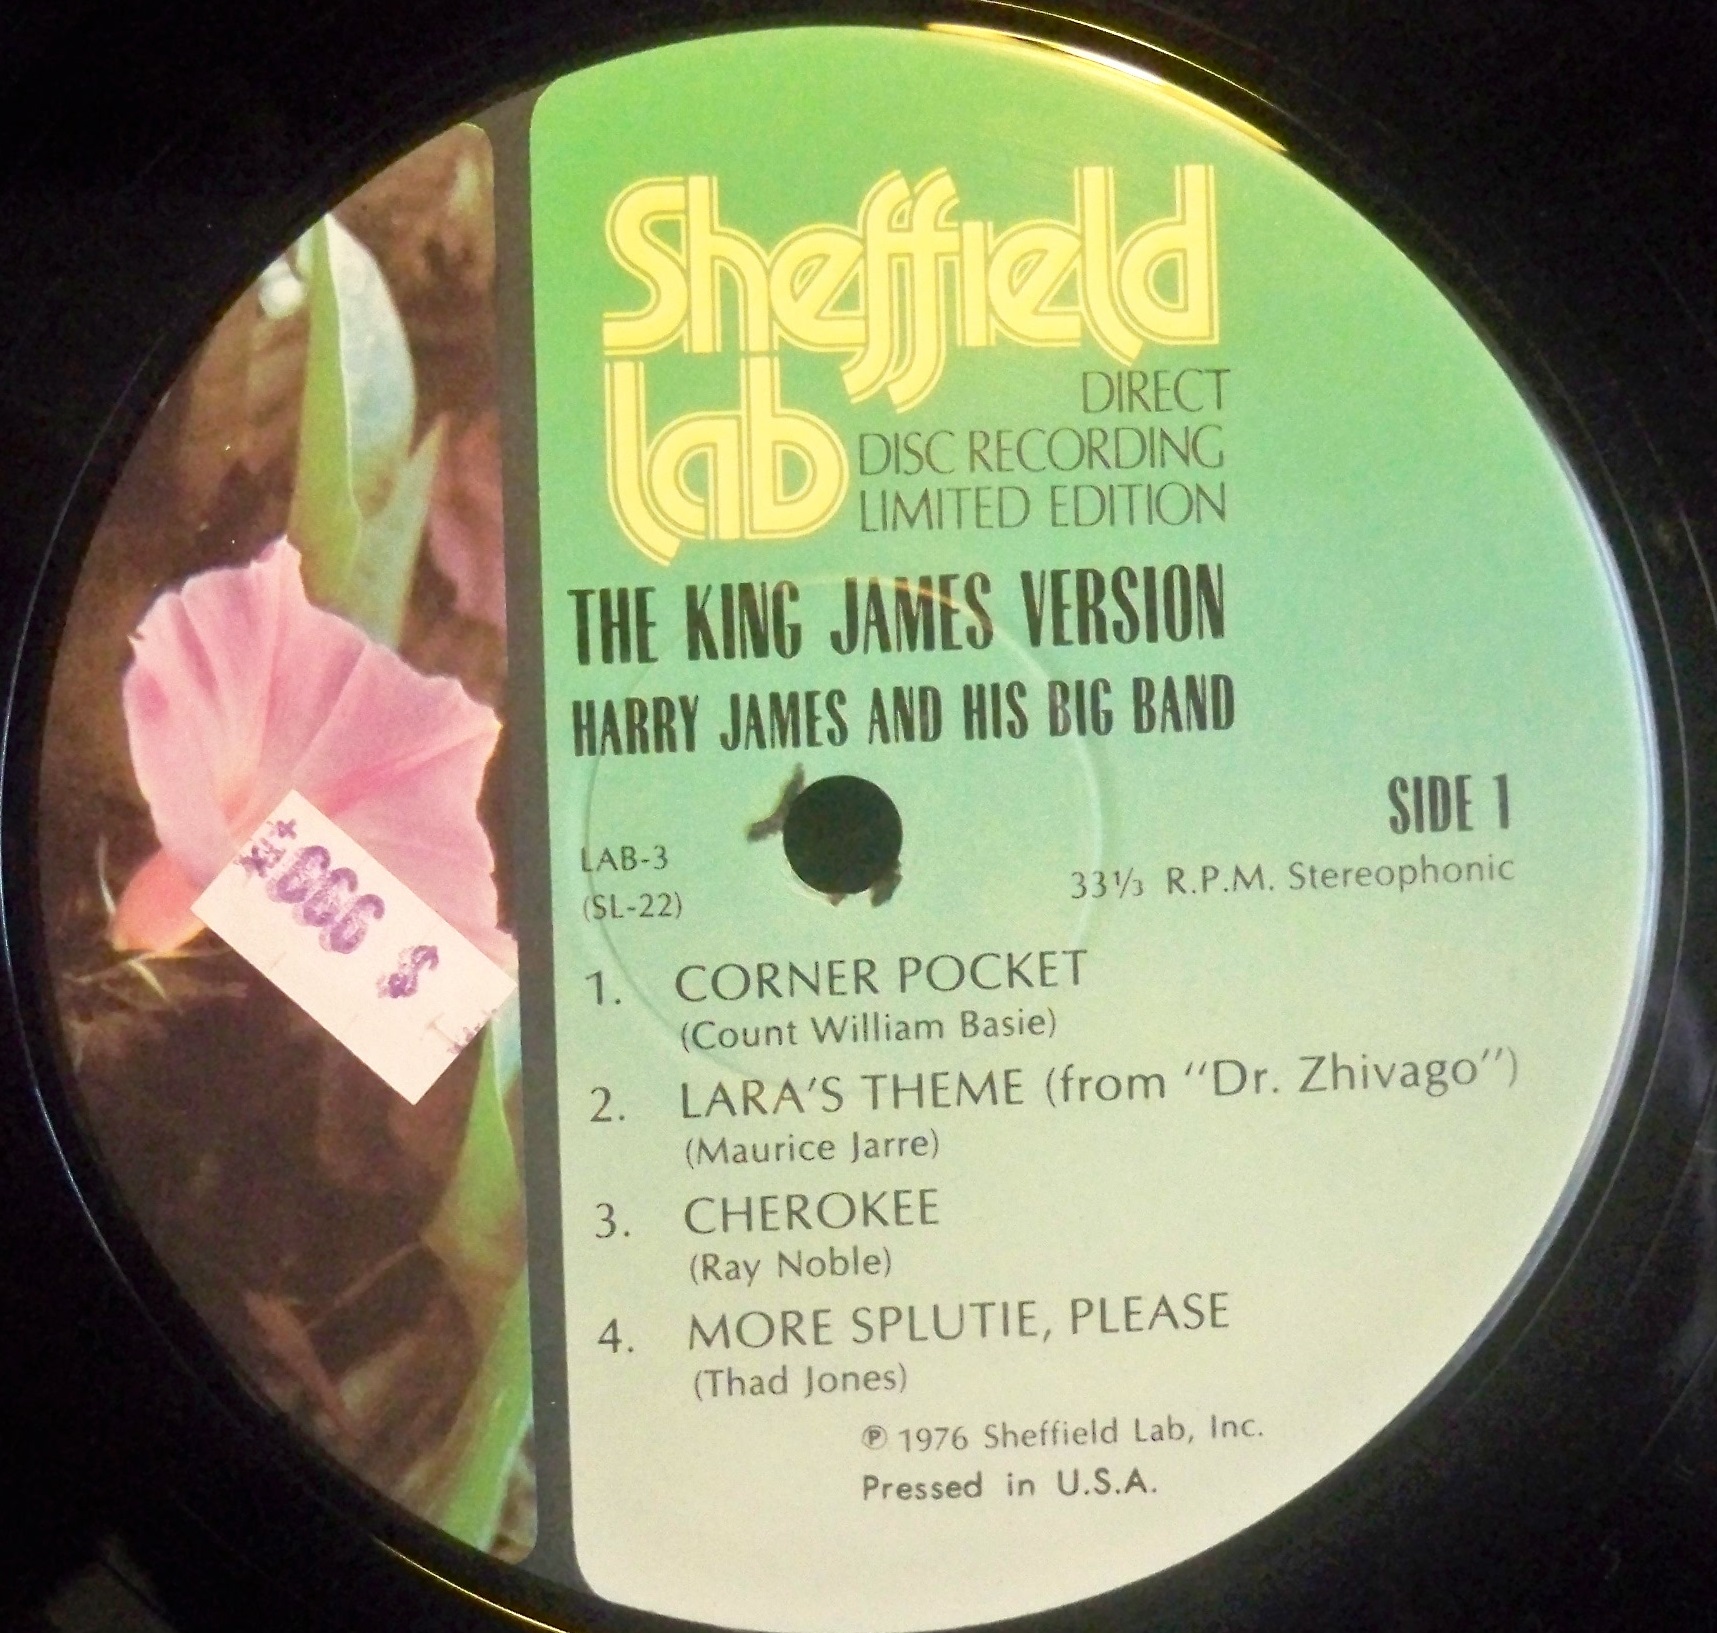 Sheffield
Lab
DIRECT
DISC RECORDING
LIMITED EDITION
THE KING JAMES VERSION
HARRY JAMES AND HIS BIG BAND
SIDE 1
LAB-3
(SL-22)
33⅓ R.P.M. Stereophonic
1. CORNER POCKET
(Count William Basie)
2. LARA'S THEME (from "Dr. Zhivago")
(Maurice Jarre)
3. CHEROKEE
(Ray Noble)
4. MORE SPLUTIE, PLEASE
(Thad Jones)
℗ 1976 Sheffield Lab, Inc.
Pressed in U.S.A.